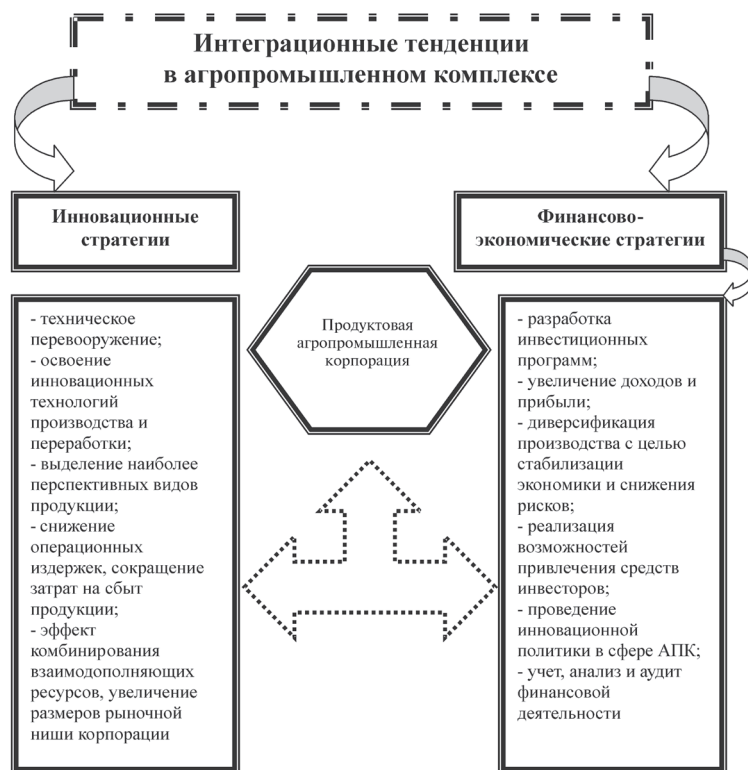 Интеграционные тенденции
в агропромышленном комплексе
Инновационные
стратегии
Финансово-
экономические стратегии
Продуктовая
агропромышленная
корпорация
- техническое
перевооружение;
- освоение
инновационных
технологий
производства и
переработки;
- выделение наиболее
перспективных видов
продукции;
- снижение
операционных
издержек, сокращение
затрат на сбыт
продукции;
- эффект
комбинирования
взаимодополняющих
ресурсов, увеличение
размеров рыночной
ниши корпорации
- разработка
инвестиционных
программ;
- увеличение доходов и
прибыли;
- диверсификация
производства с целью
стабилизации
экономики и снижения
рисков;
- реализация
возможностей
привлечения средств
инвесторов;
- проведение
инновационной
политики в сфере АПК;
- учет, анализ и аудит
финансовой
деятельности